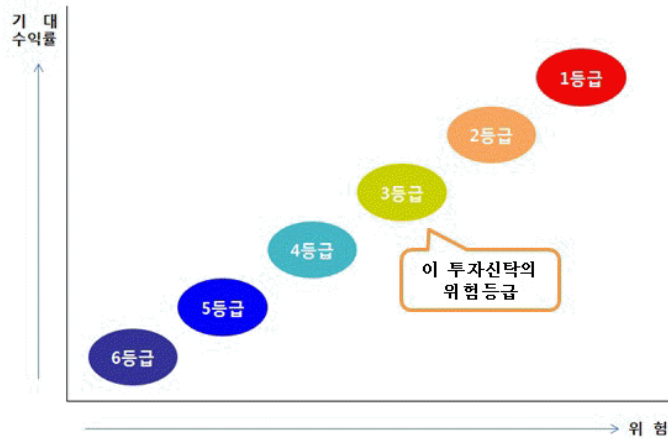 기 대
수익률
1등급
2등급
3등급
4등급
이 투자신탁의
위험등급
5등급
6등급
위 험